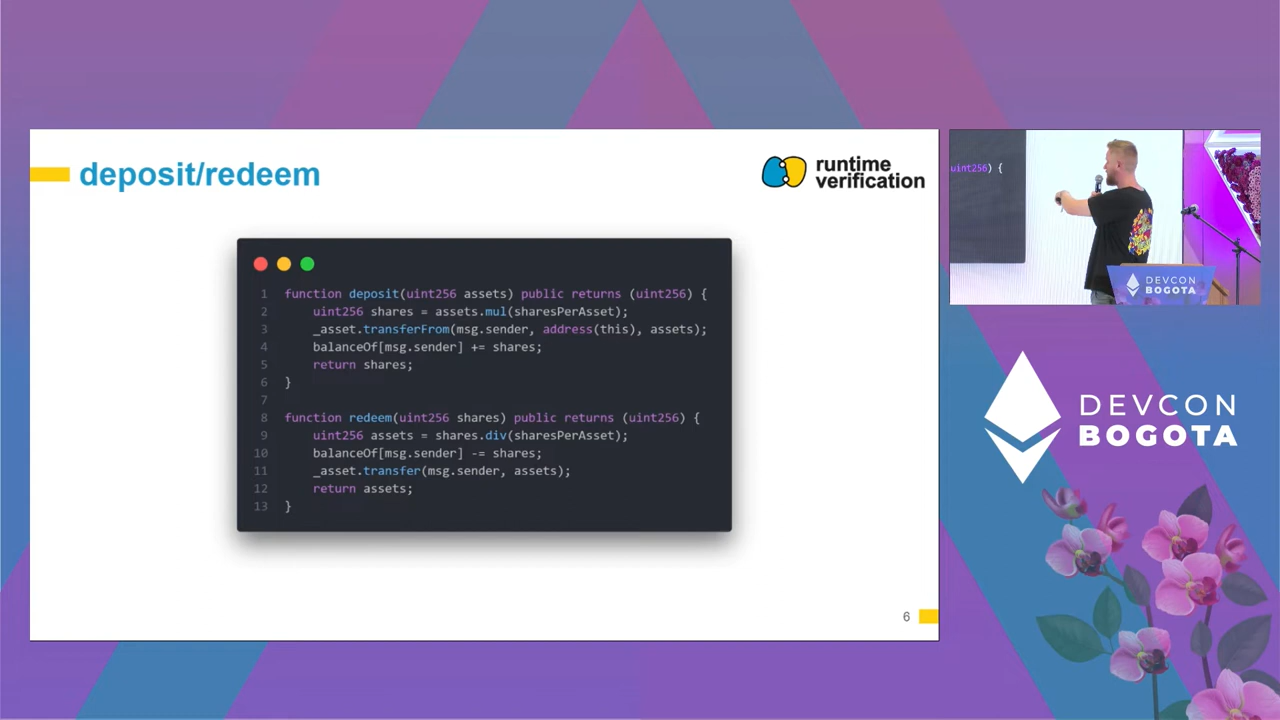 deposit/redeem
runtime
verification
1 function deposit(uint256 assets) public returns (uint256) {
2 uint256 shares = assets.mul(sharesPerAsset);
3 _asset.transferFrom(msg.sender, address(this), assets);
4 balanceOf[msg.sender] += shares;
5 return shares;
6 }
7
8 function redeem(uint256 shares) public returns (uint256) {
9 uint256 assets = shares.div(sharesPerAsset);
10 balanceOf[msg.sender] -= shares;
11 _asset.transfer(msg.sender, assets);
12 return assets;
13 }
6
uint256) {
DEVCON
BOGOTA
DEVCON
BOGOTA